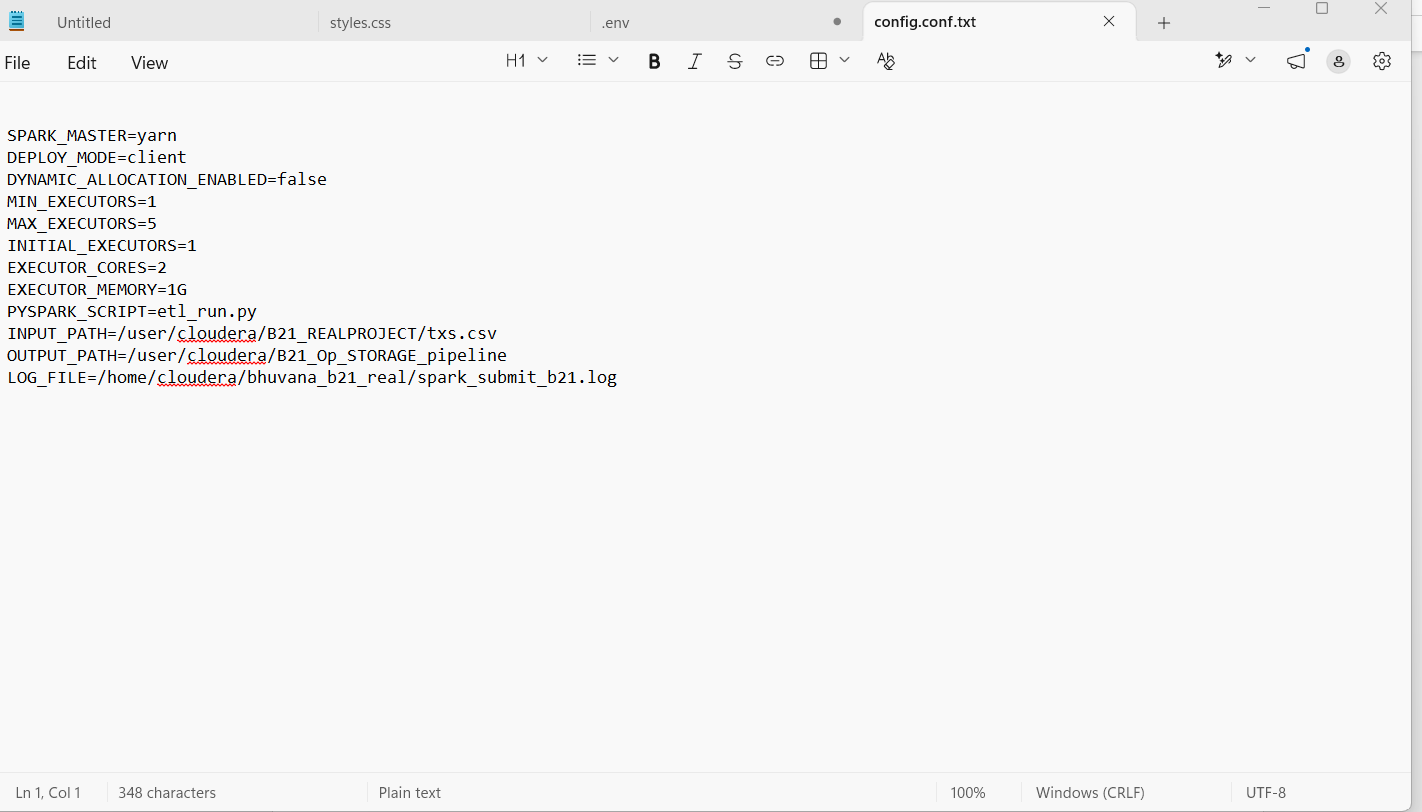 Untitled
styles.css
.env
config.conf.txt
File Edit View
H1
B I S
SPARK_MASTER=yarn
DEPLOY_MODE=client
DYNAMIC_ALLOCATION_ENABLED=false
MIN_EXECUTORS=1
MAX_EXECUTORS=5
INITIAL_EXECUTORS=1
EXECUTOR_CORES=2
EXECUTOR_MEMORY=1G
PYSPARK_SCRIPT=etl_run.py
INPUT_PATH=/user/cloudera/B21_REALPROJECT/txs.csv
OUTPUT_PATH=/user/cloudera/B21_Op_STORAGE_pipeline
LOG_FILE=/home/cloudera/bhuvana_b21_real/spark_submit_b21.log
Ln 1, Col 1 348 characters Plain text 100% Windows (CRLF) UTF-8